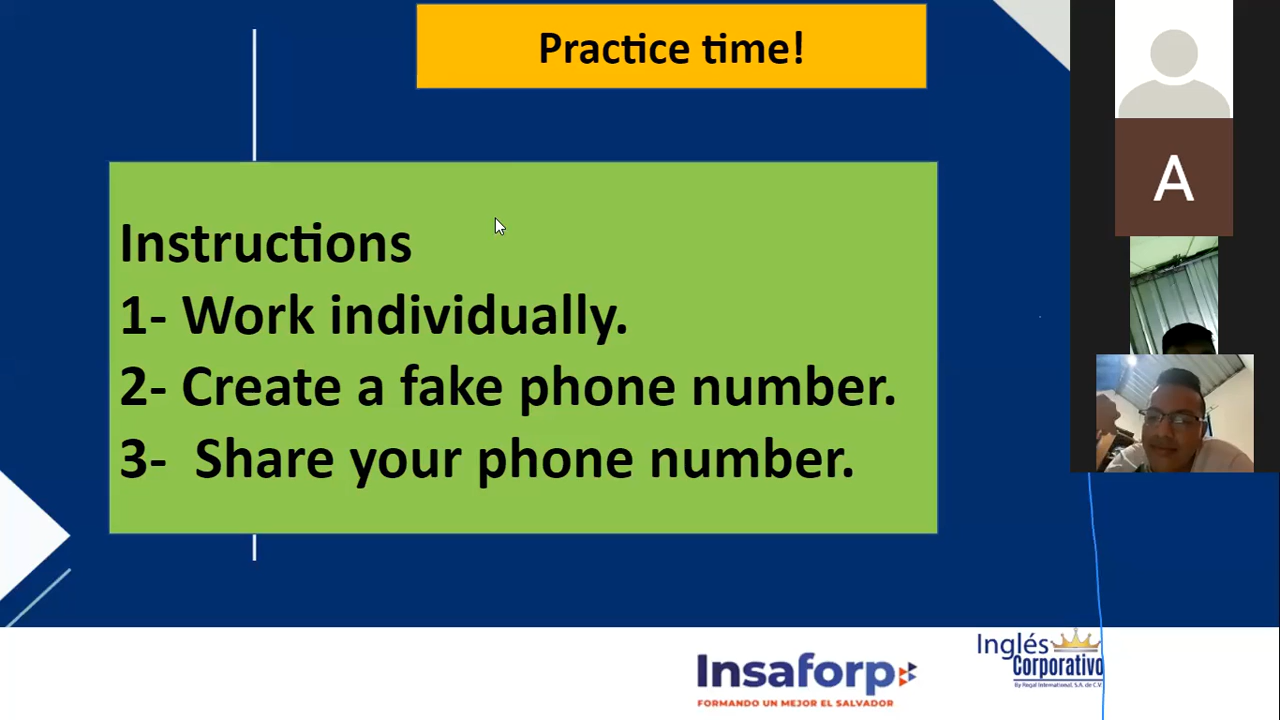 Practice time!
A
Instructions
1- Work individually.
2- Create a fake phone number.
3- Share your phone number.
Insaforp
FORMANDO UN MEJOR EL SALVADOR
Inglés
Corporativo
By Regal International, S.A. de C.V.